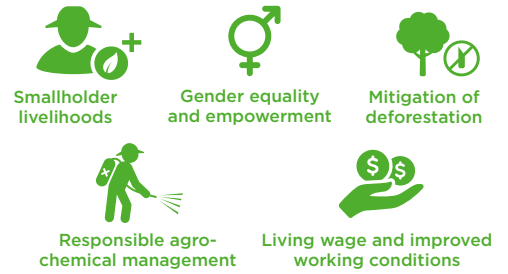 Smallholder
livelihoods
Gender equality
and empowerment
Mitigation of
deforestation
Responsible agro-
chemical management
Living wage and improved
working conditions